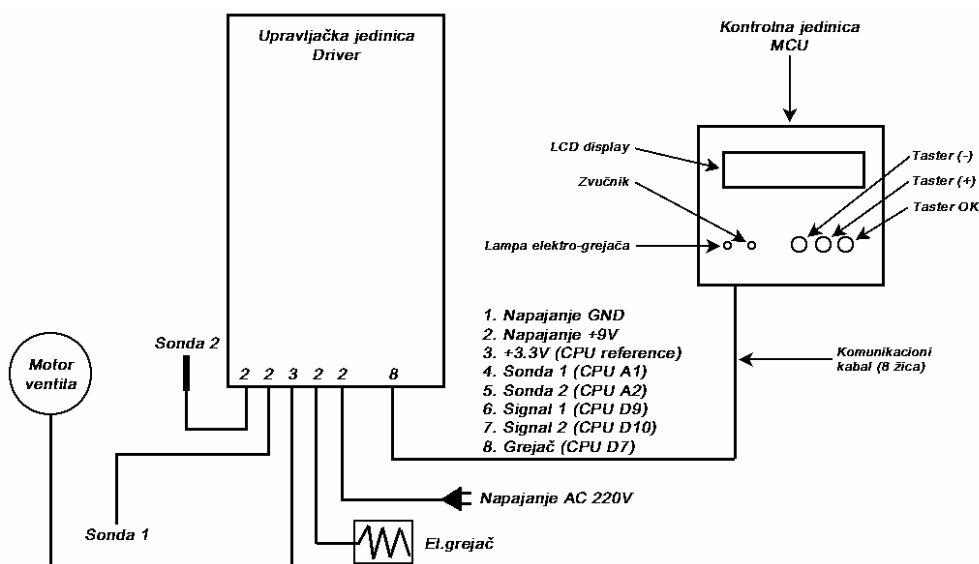 Upravljačka jedinica
Driver
Kontrolna jedinica
MCU
LCD display
Zvučnik
Lampa elektro-grejača
Taster (-)
Taster (+)
Taster OK
Motor
ventila
Sonda 2
2 2 3 2 2 8
1. Napajanje GND
2. Napajanje +9V
3. +3.3V (CPU reference)
4. Sonda 1 (CPU A1)
5. Sonda 2 (CPU A2)
6. Signal 1 (CPU D9)
7. Signal 2 (CPU D10)
8. Grejač (CPU D7)
Komunikacioni
kabal (8 žica)
Napajanje AC 220V
Sonda 1
El.grejač